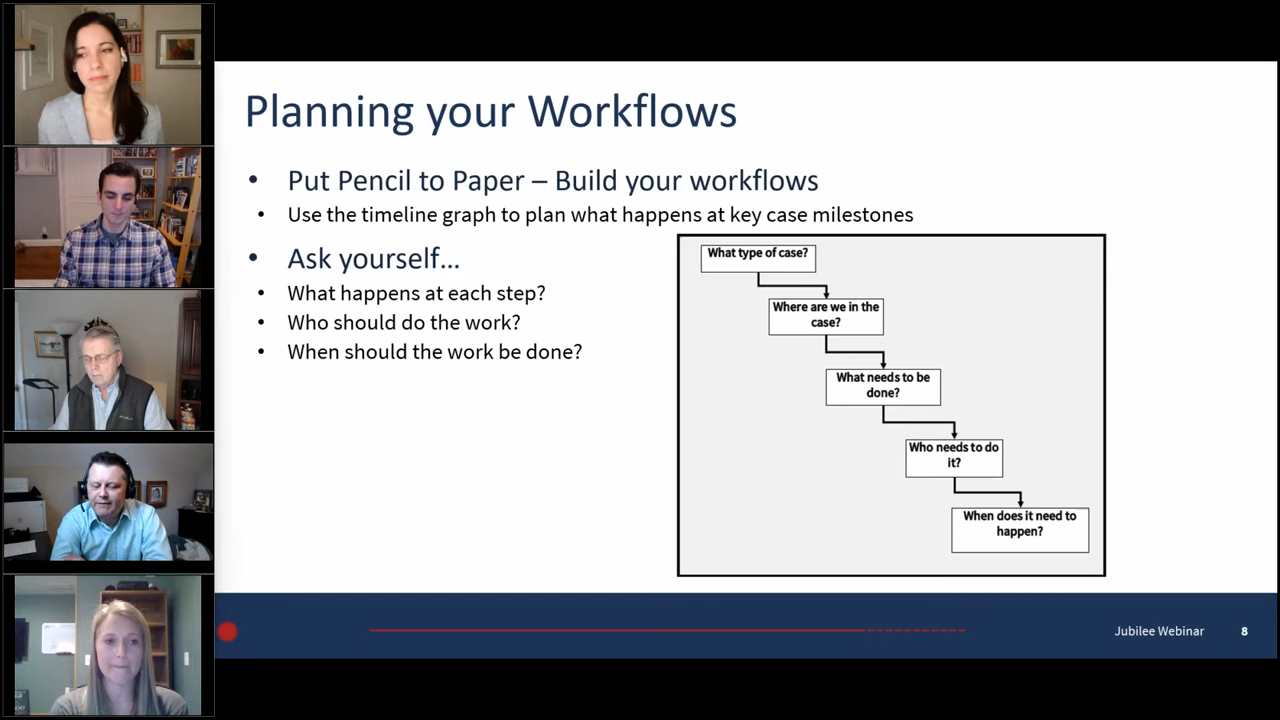 Planning your Workflows
• Put Pencil to Paper – Build your workflows
• Use the timeline graph to plan what happens at key case milestones
• Ask yourself...
• What happens at each step?
• Who should do the work?
• When should the work be done?
What type of case?
Where are we in the
case?
What needs to be
done?
Who needs to do
it?
When does it need to
happen?
Jubilee Webinar 8